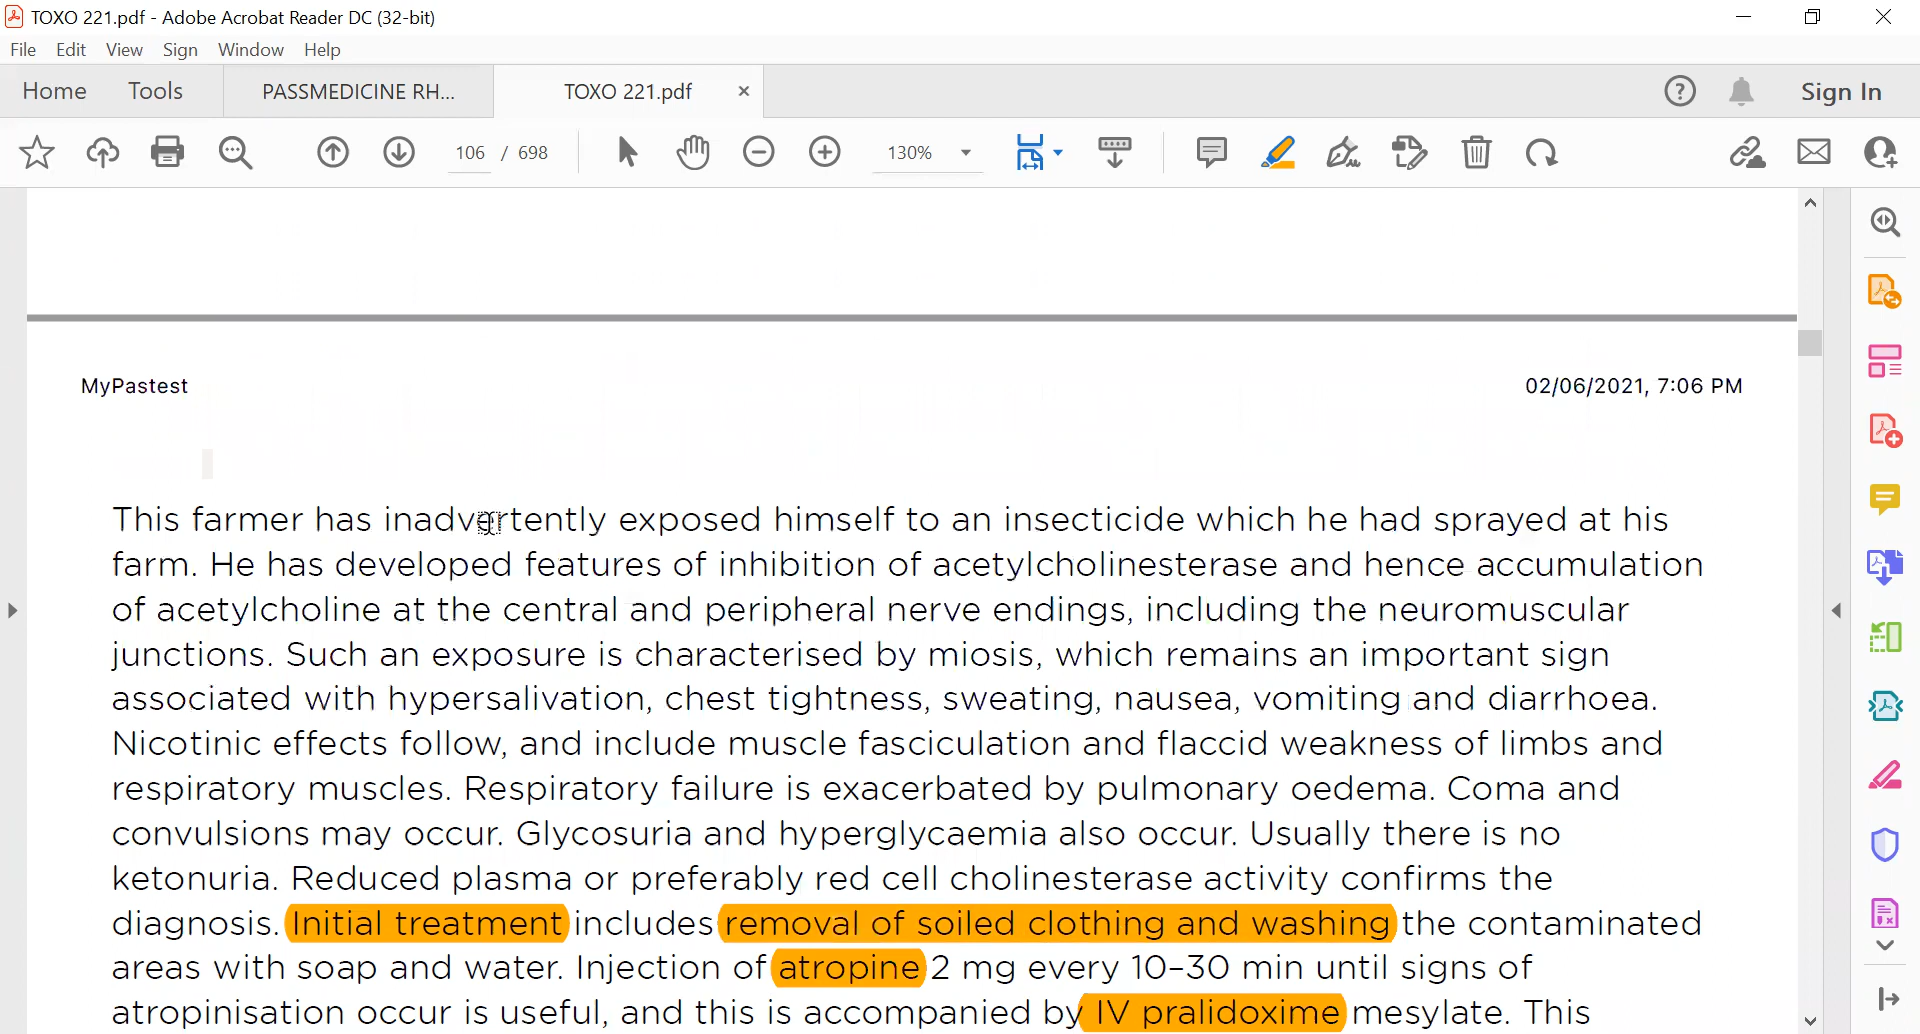 TOXO 221.pdf - Adobe Acrobat Reader DC (32-bit)
File Edit View Sign Window Help
Home Tools PASSMEDICINE RH... TOXO 221.pdf × Sign In
106 / 698 130%
MyPastest 02/06/2021, 7:06 PM
This farmer has inadvertently exposed himself to an insecticide which he had sprayed at his
farm. He has developed features of inhibition of acetylcholinesterase and hence accumulation
of acetylcholine at the central and peripheral nerve endings, including the neuromuscular
junctions. Such an exposure is characterised by miosis, which remains an important sign
associated with hypersalivation, chest tightness, sweating, nausea, vomiting and diarrhoea.
Nicotinic effects follow, and include muscle fasciculation and flaccid weakness of limbs and
respiratory muscles. Respiratory failure is exacerbated by pulmonary oedema. Coma and
convulsions may occur. Glycosuria and hyperglycaemia also occur. Usually there is no
ketonuria. Reduced plasma or preferably red cell cholinesterase activity confirms the
diagnosis. Initial treatment includes removal of soiled clothing and washing the contaminated
areas with soap and water. Injection of atropine 2 mg every 10–30 min until signs of
atropinisation occur is useful, and this is accompanied by IV pralidoxime mesylate. This